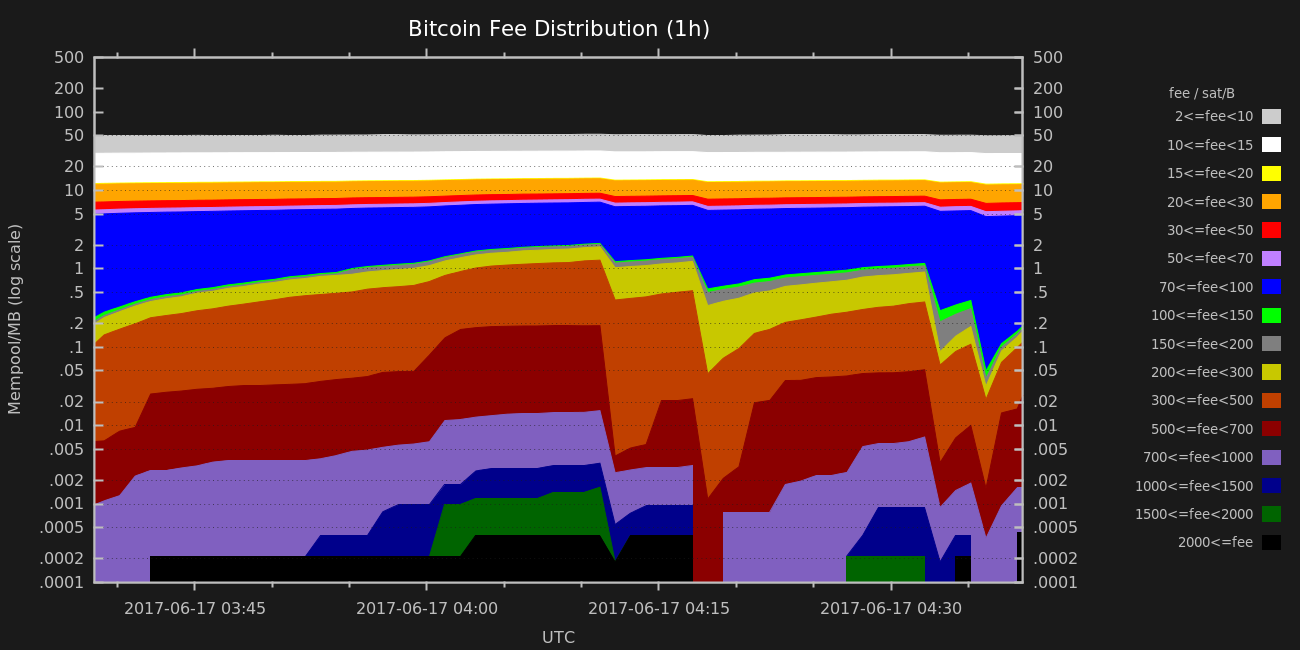 Bitcoin Fee Distribution (1h)
500
200
100
50
20
10
5
2
1
.5
.2
.1
.05
.02
.01
.005
.002
.001
.0005
.0002
.0001
Mempool/MB (log scale)
500
200
100
50
20
10
5
2
1
.5
.2
.1
.05
.02
.01
.005
.002
.001
.0005
.0002
.0001
2017-06-17 03:45
2017-06-17 04:00
2017-06-17 04:15
2017-06-17 04:30
UTC
fee / sat/B
2<=fee<10
10<=fee<15
15<=fee<20
20<=fee<30
30<=fee<50
50<=fee<70
70<=fee<100
100<=fee<150
150<=fee<200
200<=fee<300
300<=fee<500
500<=fee<700
700<=fee<1000
1000<=fee<1500
1500<=fee<2000
2000<=fee